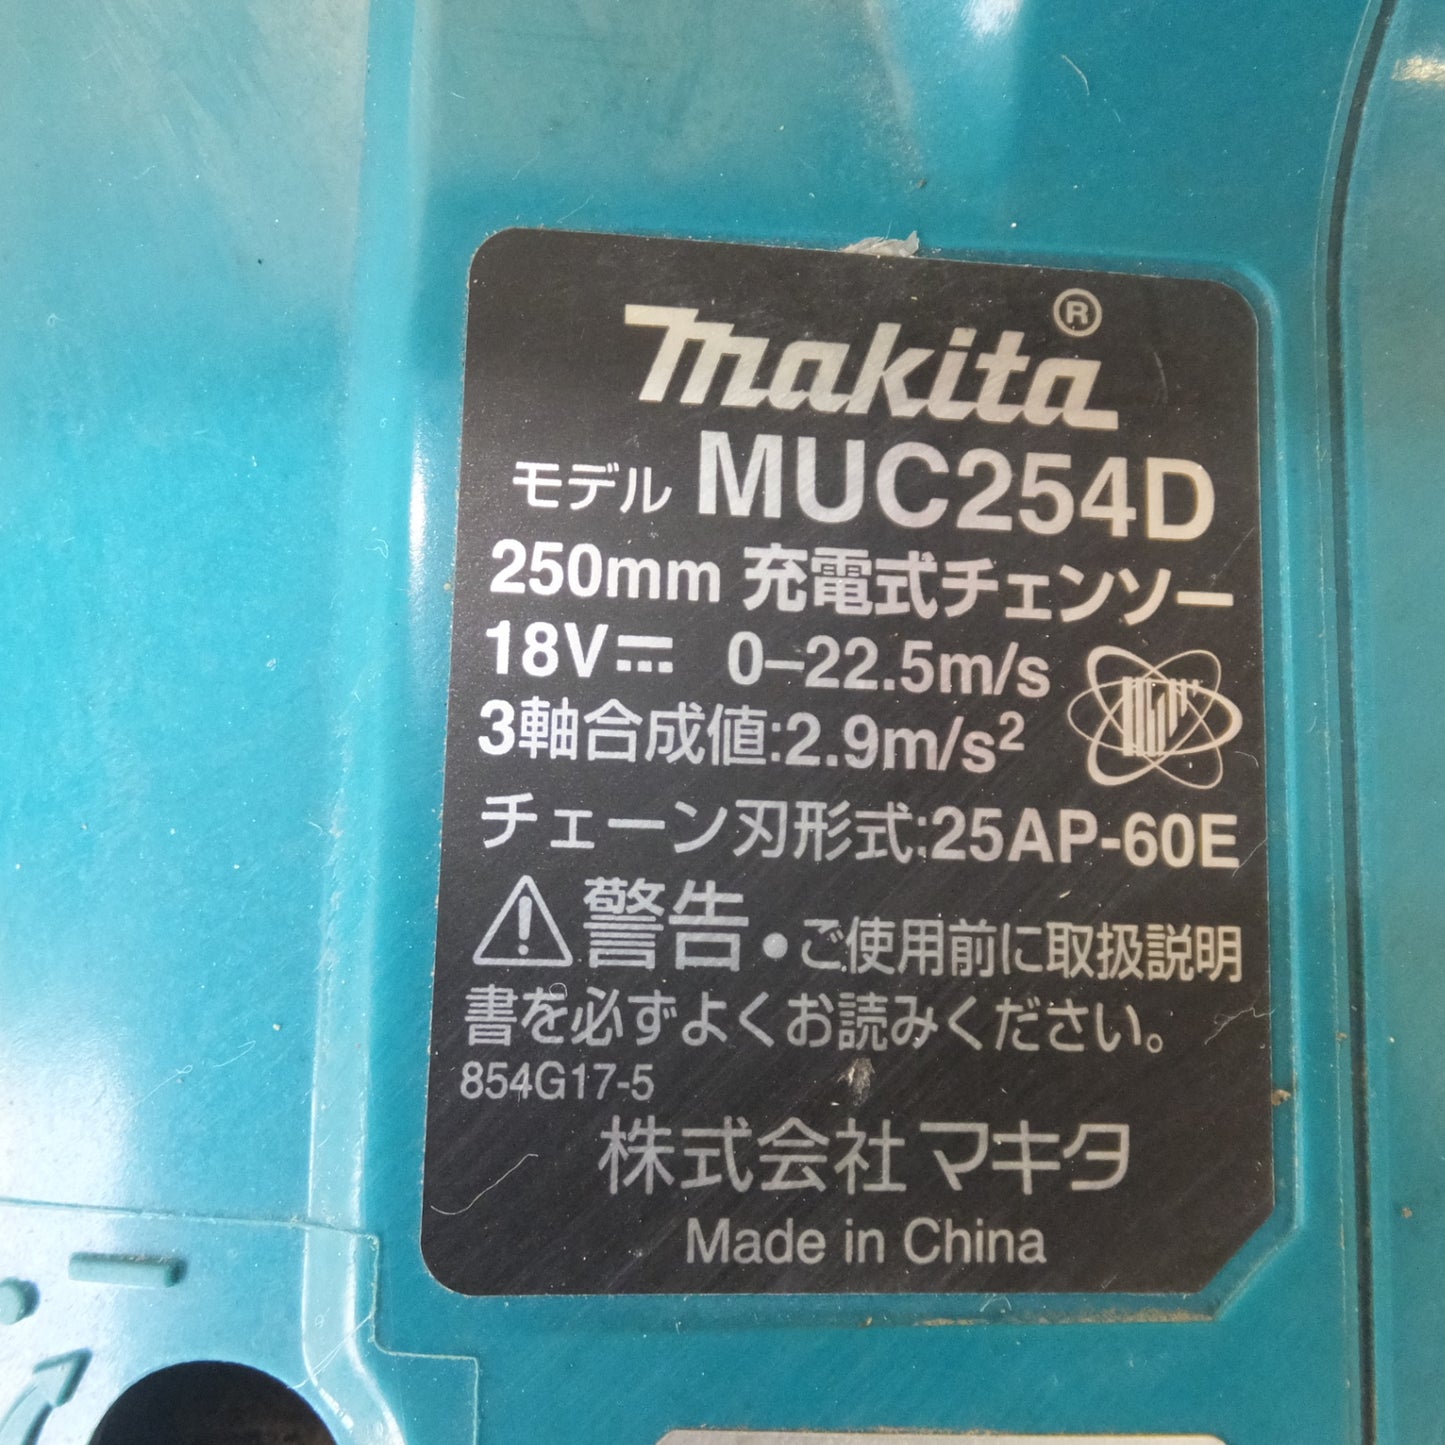 makita®
モデル MUC254D
250mm 充電式チェンソー
18V⎓ 0–22.5m/s
3軸合成値:2.9m/s²
チェーン刃形式:25AP-60E
⚠警告・ご使用前に取扱説明
書を必ずよくお読みください。
854G17-5
株式会社マキタ
Made in China